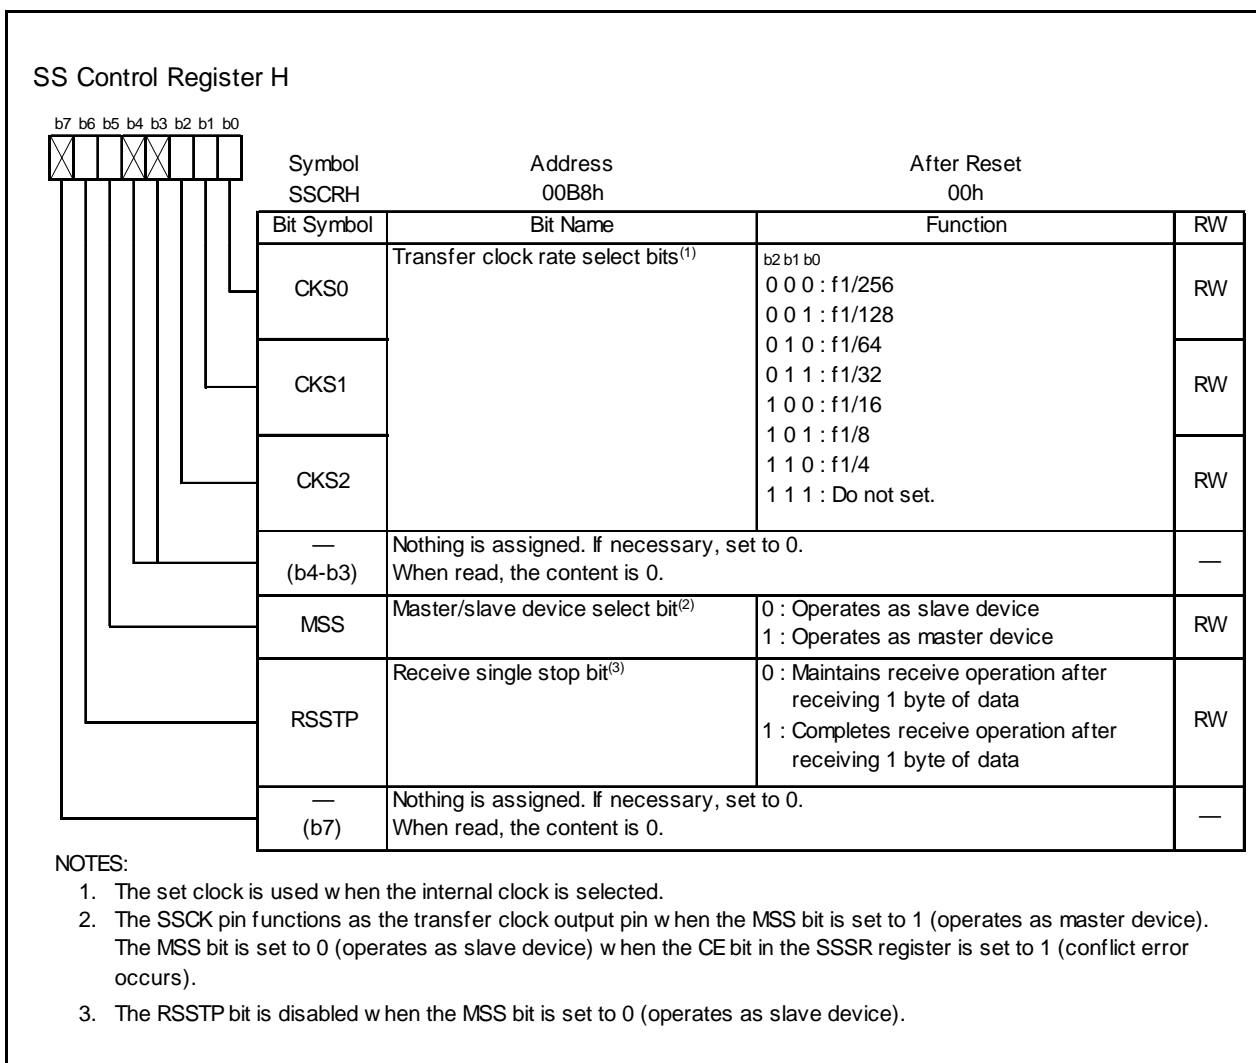 SS Control Register H
b7 b6 b5 b4 b3 b2 b1 b0
Symbol Address After Reset
SSCRH 00B8h 00h
Bit Symbol Bit Name Function RW
CKS0 Transfer clock rate select bits(1) b2 b1 b0 RW
0 0 0 : f1/256
0 0 1 : f1/128
0 1 0 : f1/64
CKS1 0 1 1 : f1/32 RW
1 0 0 : f1/16
1 0 1 : f1/8
CKS2 1 1 0 : f1/4 RW
1 1 1 : Do not set.
— (b4-b3) Nothing is assigned. If necessary, set to 0. —
When read, the content is 0.
MSS Master/slave device select bit(2) 0 : Operates as slave device RW
1 : Operates as master device
RSSTP Receive single stop bit(3) 0 : Maintains receive operation after RW
receiving 1 byte of data
1 : Completes receive operation after
receiving 1 byte of data
— (b7) Nothing is assigned. If necessary, set to 0. —
When read, the content is 0.
NOTES:
1. The set clock is used when the internal clock is selected.
2. The SSCK pin functions as the transfer clock output pin when the MSS bit is set to 1 (operates as master device).
The MSS bit is set to 0 (operates as slave device) when the CE bit in the SSSR register is set to 1 (conflict error
occurs).
3. The RSSTP bit is disabled when the MSS bit is set to 0 (operates as slave device).